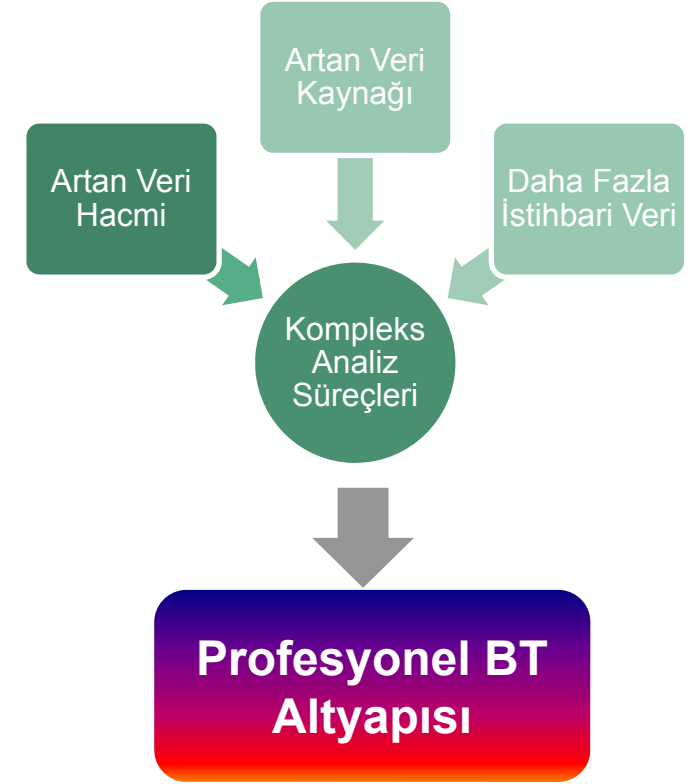 Artan Veri
Kaynağı
Artan Veri
Hacmi
Daha Fazla
İstihbari Veri
Kompleks
Analiz
Süreçleri
Profesyonel BT
Altyapısı